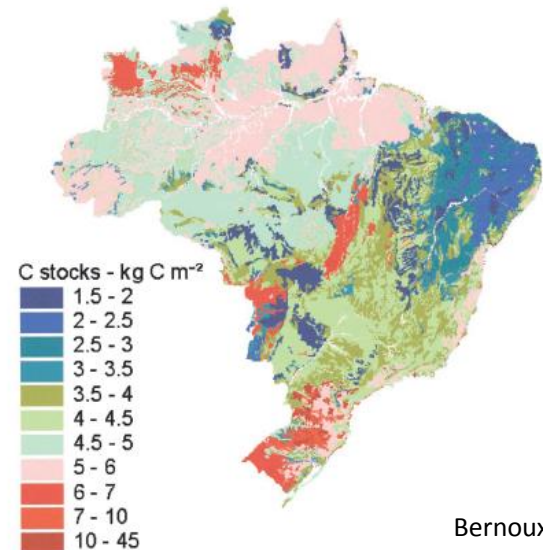 C stocks - kg C m⁻²
1.5 - 2
2 - 2.5
2.5 - 3
3 - 3.5
3.5 - 4
4 - 4.5
4.5 - 5
5 - 6
6 - 7
7 - 10
10 - 45
Bernoux